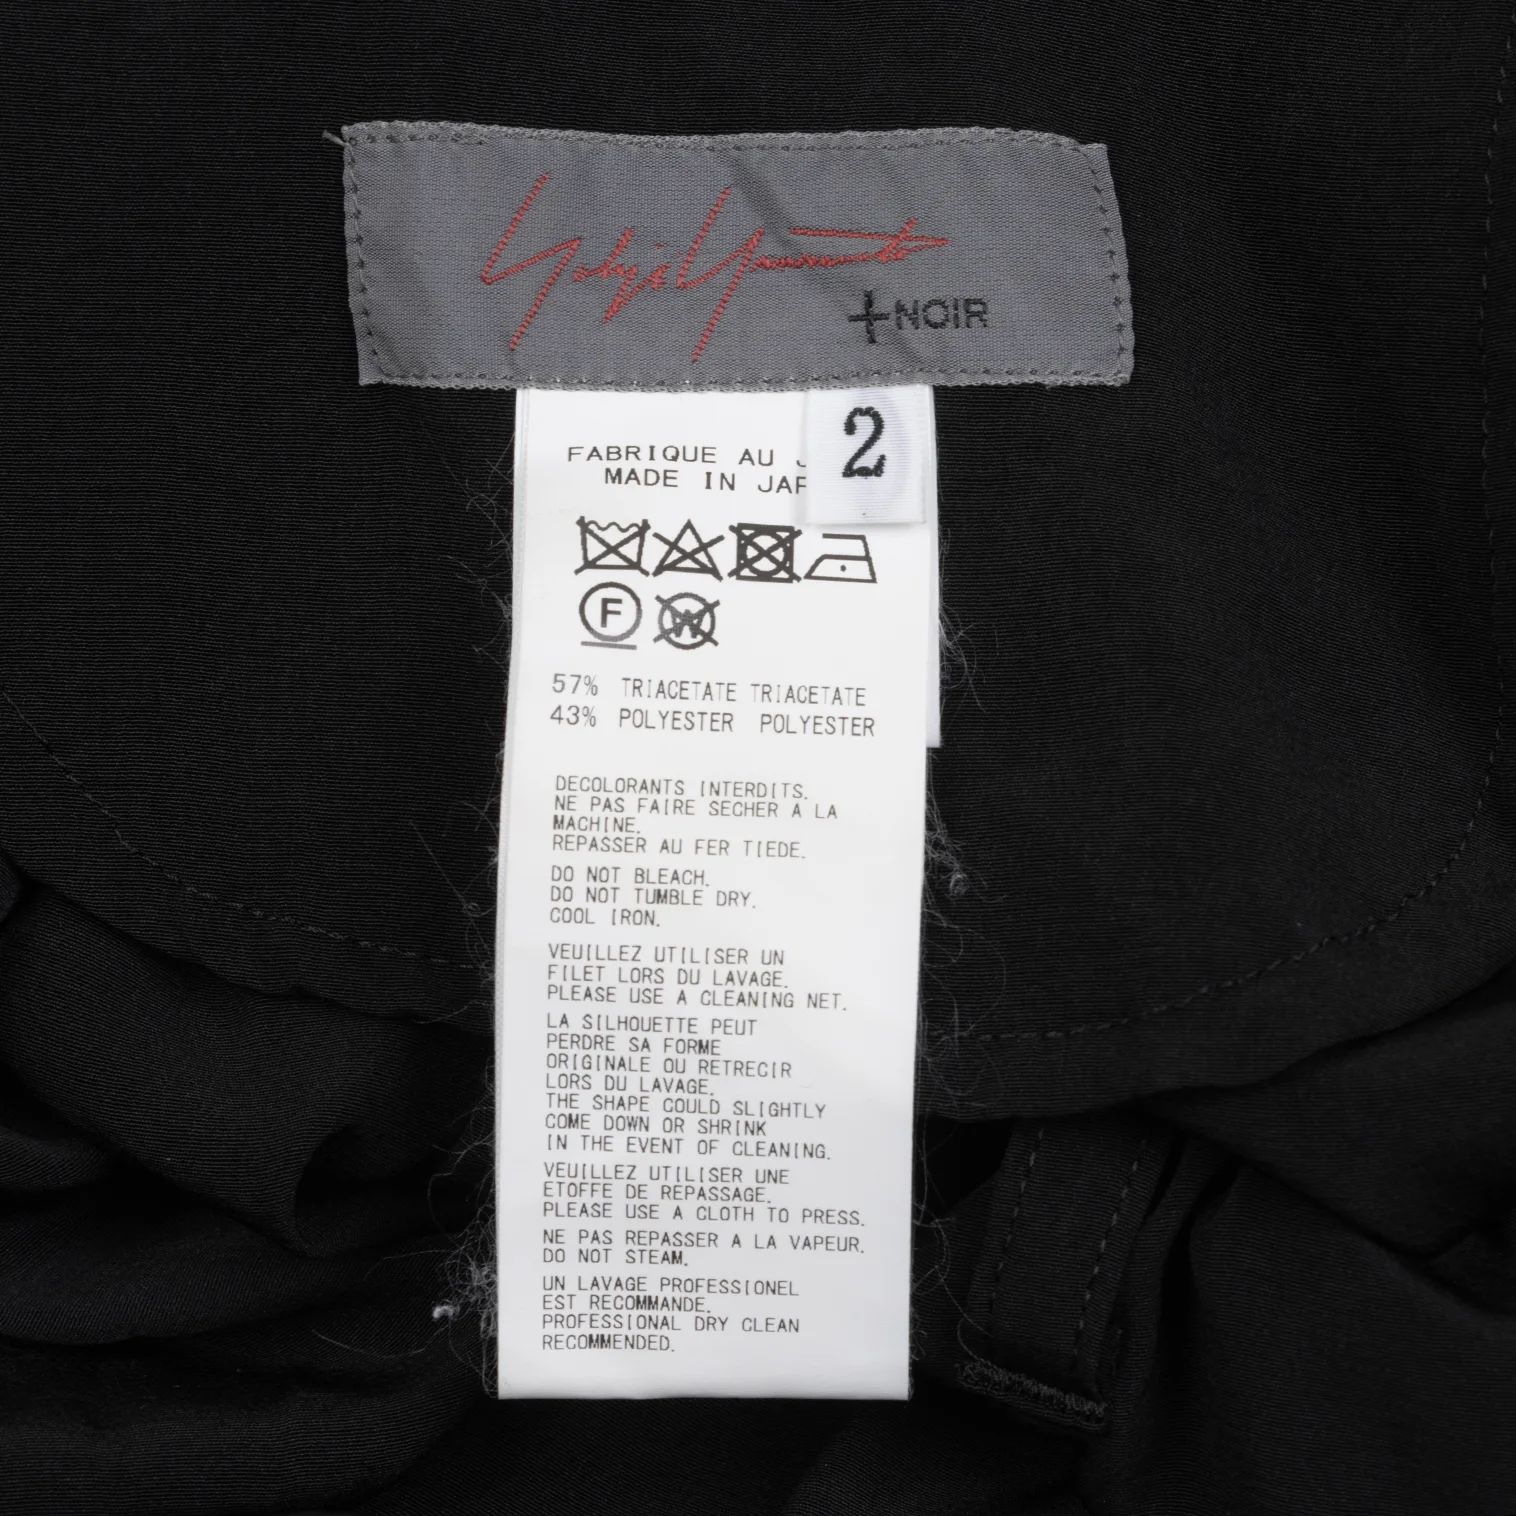 Yohji Yamamoto
+NOIR
2
FABRIQUE AU
MADE IN
F
W
57% TRIACETATE TRIACETATE
43% POLYESTER POLYESTER
DECOLORANTS INTERDITS.
NE PAS FAIRE SECHER A LA
MACHINE.
REPASSER AU FER TIEDE.
DO NOT BLEACH.
DO NOT TUMBLE DRY.
COOL IRON.
VEUILLEZ UTILISER UN
FILET LORS DU LAVAGE.
PLEASE USE A CLEANING NET.
LA SILHOUETTE PEUT
PERDRE SA FORME
ORIGINALE OU RETRECIR
LORS DU LAVAGE.
THE SHAPE COULD SLIGHTLY
COME DOWN OR SHRINK
IN THE EVENT OF CLEANING.
VEUILLEZ UTILISER UNE
ETOFFE DE REPASSAGE.
PLEASE USE A CLOTH TO PRESS.
NE PAS REPASSER A LA VAPEUR.
DO NOT STEAM.
UN LAVAGE PROFESSIONEL
EST RECOMMANDE.
PROFESSIONAL DRY CLEAN
RECOMMENDED.